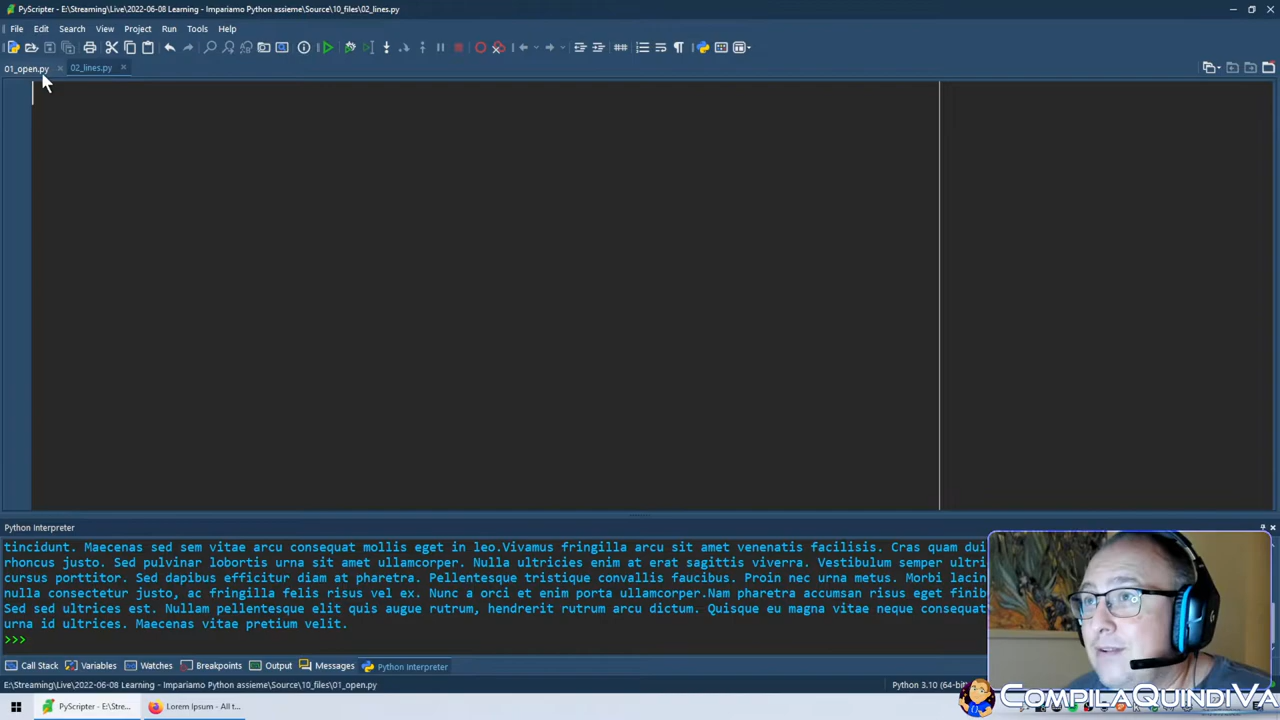 PyScripter - E:\Streaming\Live\2022-06-08 Learning - Impariamo Python assieme\Source\10_files\02_lines.py
File Edit Search View Project Run Tools Help
01_open.py 02_lines.py
Python Interpreter
tincidunt. Maecenas sed sem vitae arcu consequat mollis eget in leo.Vivamus fringilla arcu sit amet venenatis facilisis. Cras quam dui
rhoncus justo. Sed pulvinar lobortis urna sit amet ullamcorper. Nulla ultricies enim at erat sagittis viverra. Vestibulum semper ultri
cursus porttitor. Sed dapibus efficitur diam at pharetra. Pellentesque tristique convallis faucibus. Proin nec urna metus. Morbi lacin
nulla consectetur justo, ac fringilla felis risus vel ex. Nunc a orci et enim porta ullamcorper.Nam pharetra accumsan risus eget finib
Sed sed ultrices est. Nullam pellentesque elit quis augue rutrum, hendrerit rutrum arcu dictum. Quisque eu magna vitae neque consequat
urna id ultrices. Maecenas vitae pretium velit.
>>>
Call Stack Variables Watches Breakpoints Output Messages Python Interpreter
E:\Streaming\Live\2022-06-08 Learning - Impariamo Python assieme\Source\10_files\01_open.py Python 3.10 (64-bit)
PyScripter - E:\Stre... Lorem Ipsum - All t...
CompilaQuindiVa